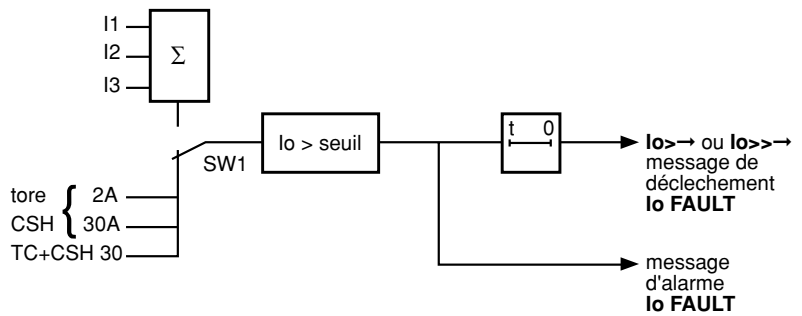 I1
I2
I3
Σ
SW1
Io > seuil
t 0
Io>→ ou Io>>→
message de
déclechement
Io FAULT
tore
CSH
{
2A
30A
TC+CSH 30
message
d'alarme
Io FAULT